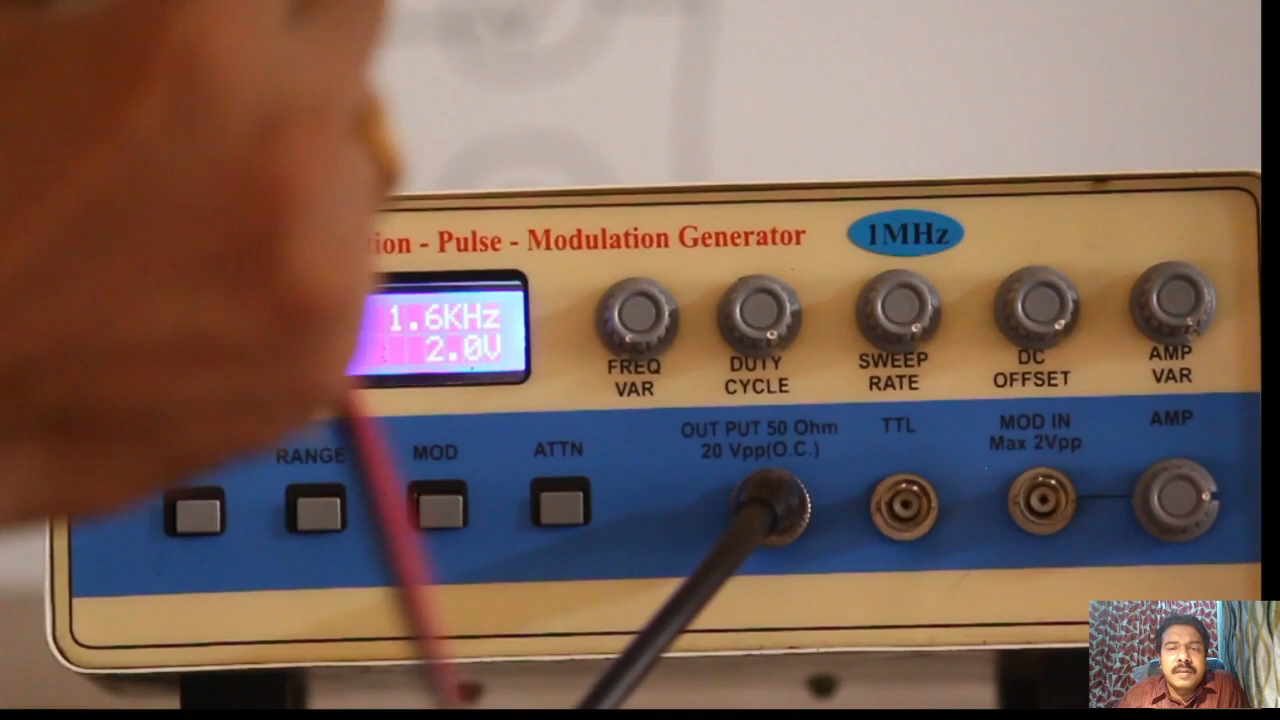 - Pulse - Modulation Generator
1MHz
1.6KHz
2.0V
FREQ
VAR
DUTY
CYCLE
SWEEP
RATE
DC
OFFSET
AMP
VAR
RANGE
MOD
ATTN
OUT PUT 50 Ohm
20 Vpp(O.C.)
TTL
MOD IN
Max 2Vpp
AMP